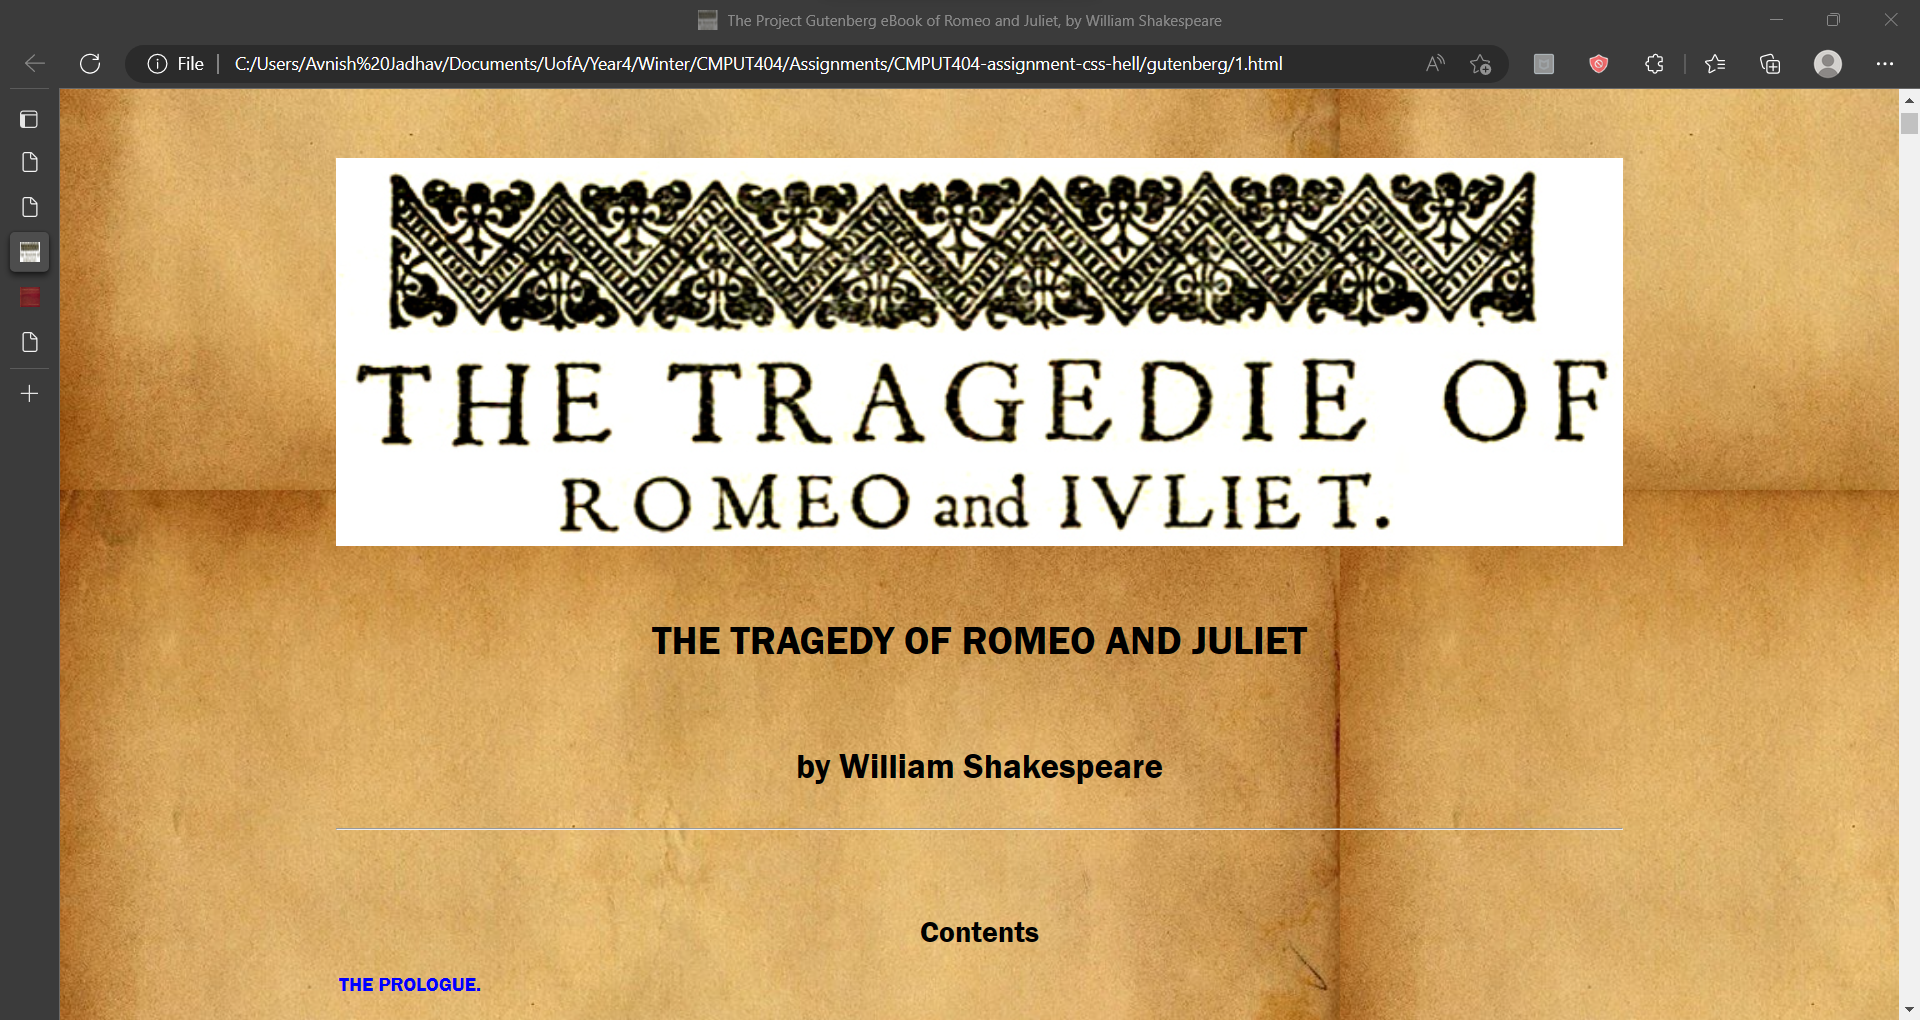 The Project Gutenberg eBook of Romeo and Juliet, by William Shakespeare
File
C:/Users/Avnish%20Jadhav/Documents/UofA/Year4/Winter/CMPUT404/Assignments/CMPUT404-assignment-css-hell/gutenberg/1.html
THE TRAGEDIE OF
ROMEO and IVLIET.
THE TRAGEDY OF ROMEO AND JULIET
by William Shakespeare
Contents
THE PROLOGUE.